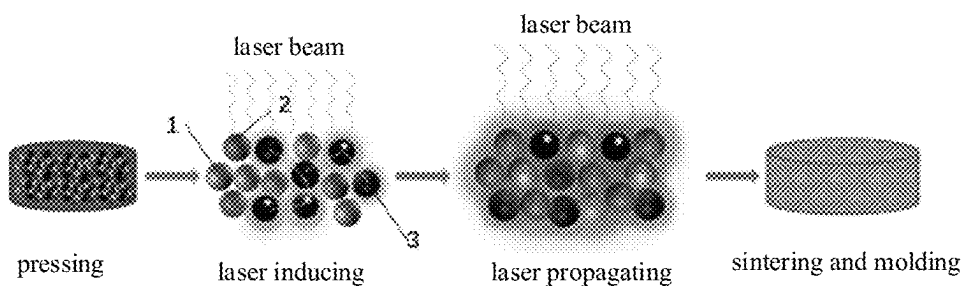 laser beam
laser beam
1
2
3
pressing
laser inducing
laser propagating
sintering and molding